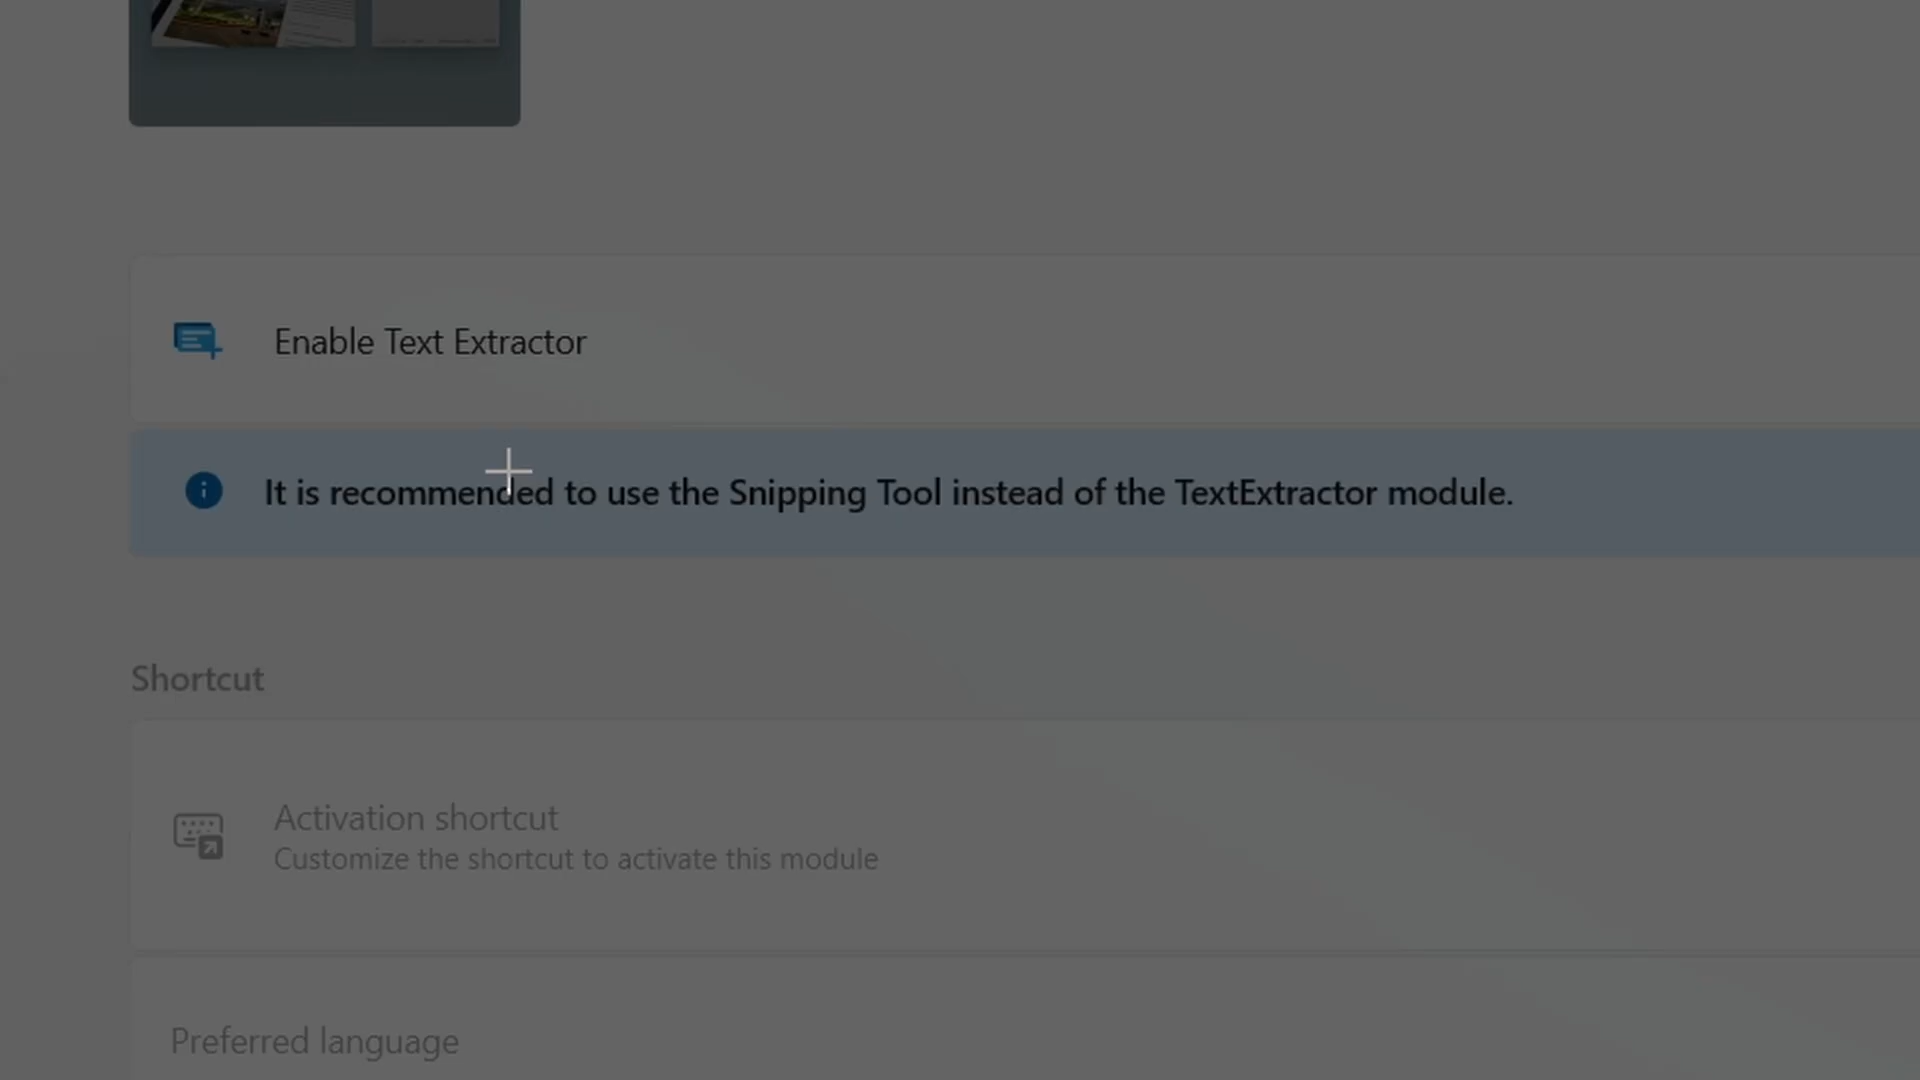 Enable Text Extractor
It is recommended to use the Snipping Tool instead of the TextExtractor module.
Shortcut
Activation shortcut
Customize the shortcut to activate this module
Preferred language